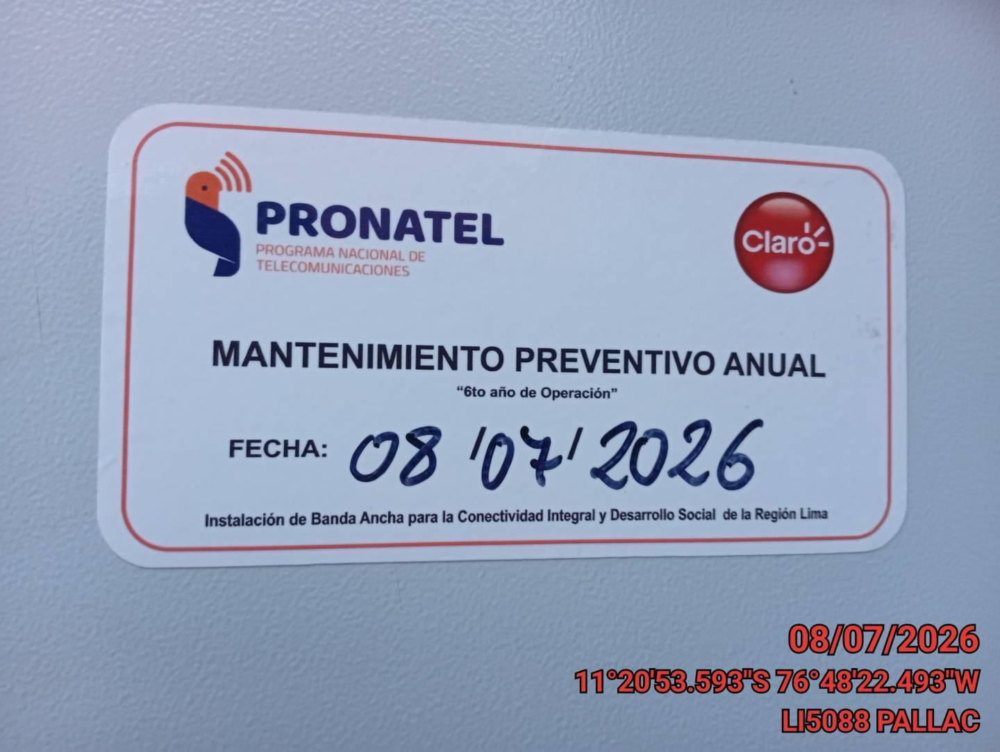 PRONATEL
PROGRAMA NACIONAL DE
TELECOMUNICACIONES
Claro
MANTENIMIENTO PREVENTIVO ANUAL
“6to año de Operación”
FECHA: 08/07/2026
Instalación de Banda Ancha para la Conectividad Integral y Desarrollo Social de la Región Lima
08/07/2026
11°20'53.593"S 76°48'22.493"W
LI5088 PALLAC